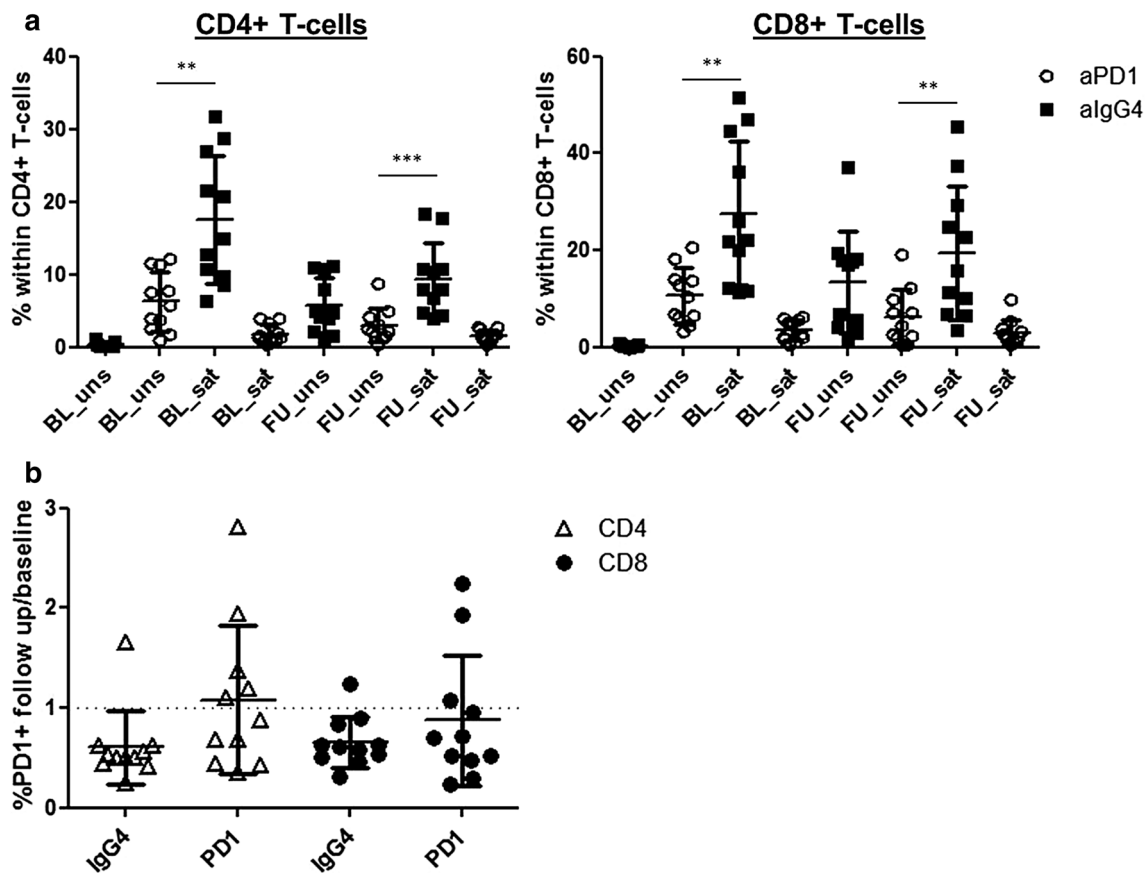 a
CD4+ T-cells
CD8+ T-cells
% within CD4+ T-cells
40
30
20
10
0
**
***
BL_uns
BL_uns
BL_sat
BL_sat
FU_uns
FU_uns
FU_sat
FU_sat
% within CD8+ T-cells
60
40
20
0
**
**
BL_uns
BL_uns
BL_sat
BL_sat
FU_uns
FU_uns
FU_sat
FU_sat
aPD1
aIgG4
b
%PD1+ follow up/baseline
3
2
1
0
IgG4
PD1
IgG4
PD1
CD4
CD8